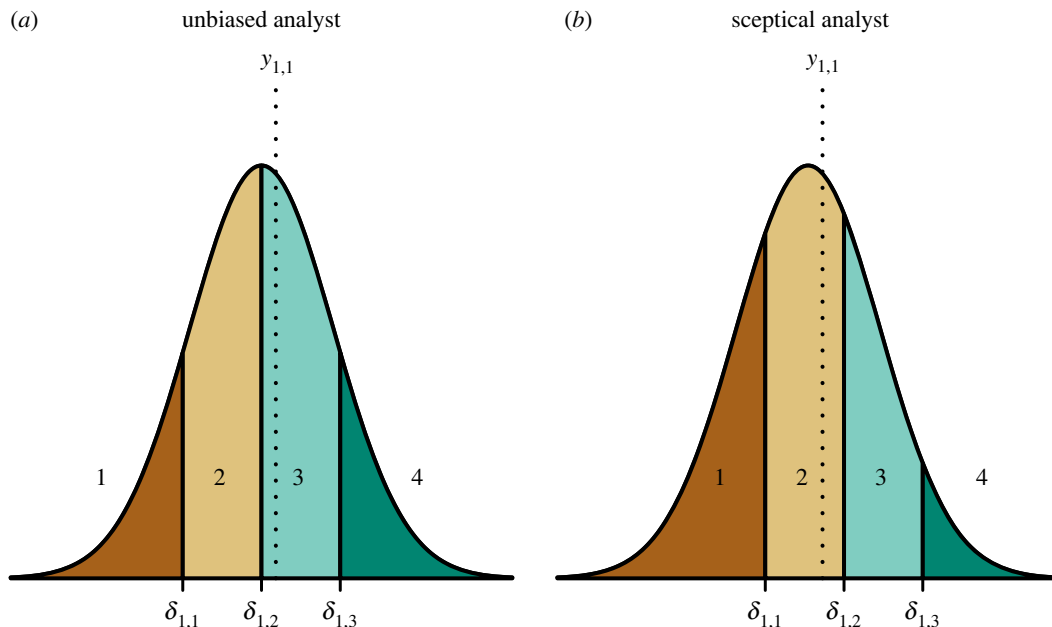 (a) unbiased analyst
y1,1
1 2 3 4
δ1,1 δ1,2 δ1,3
(b) sceptical analyst
y1,1
1 2 3 4
δ1,1 δ1,2 δ1,3